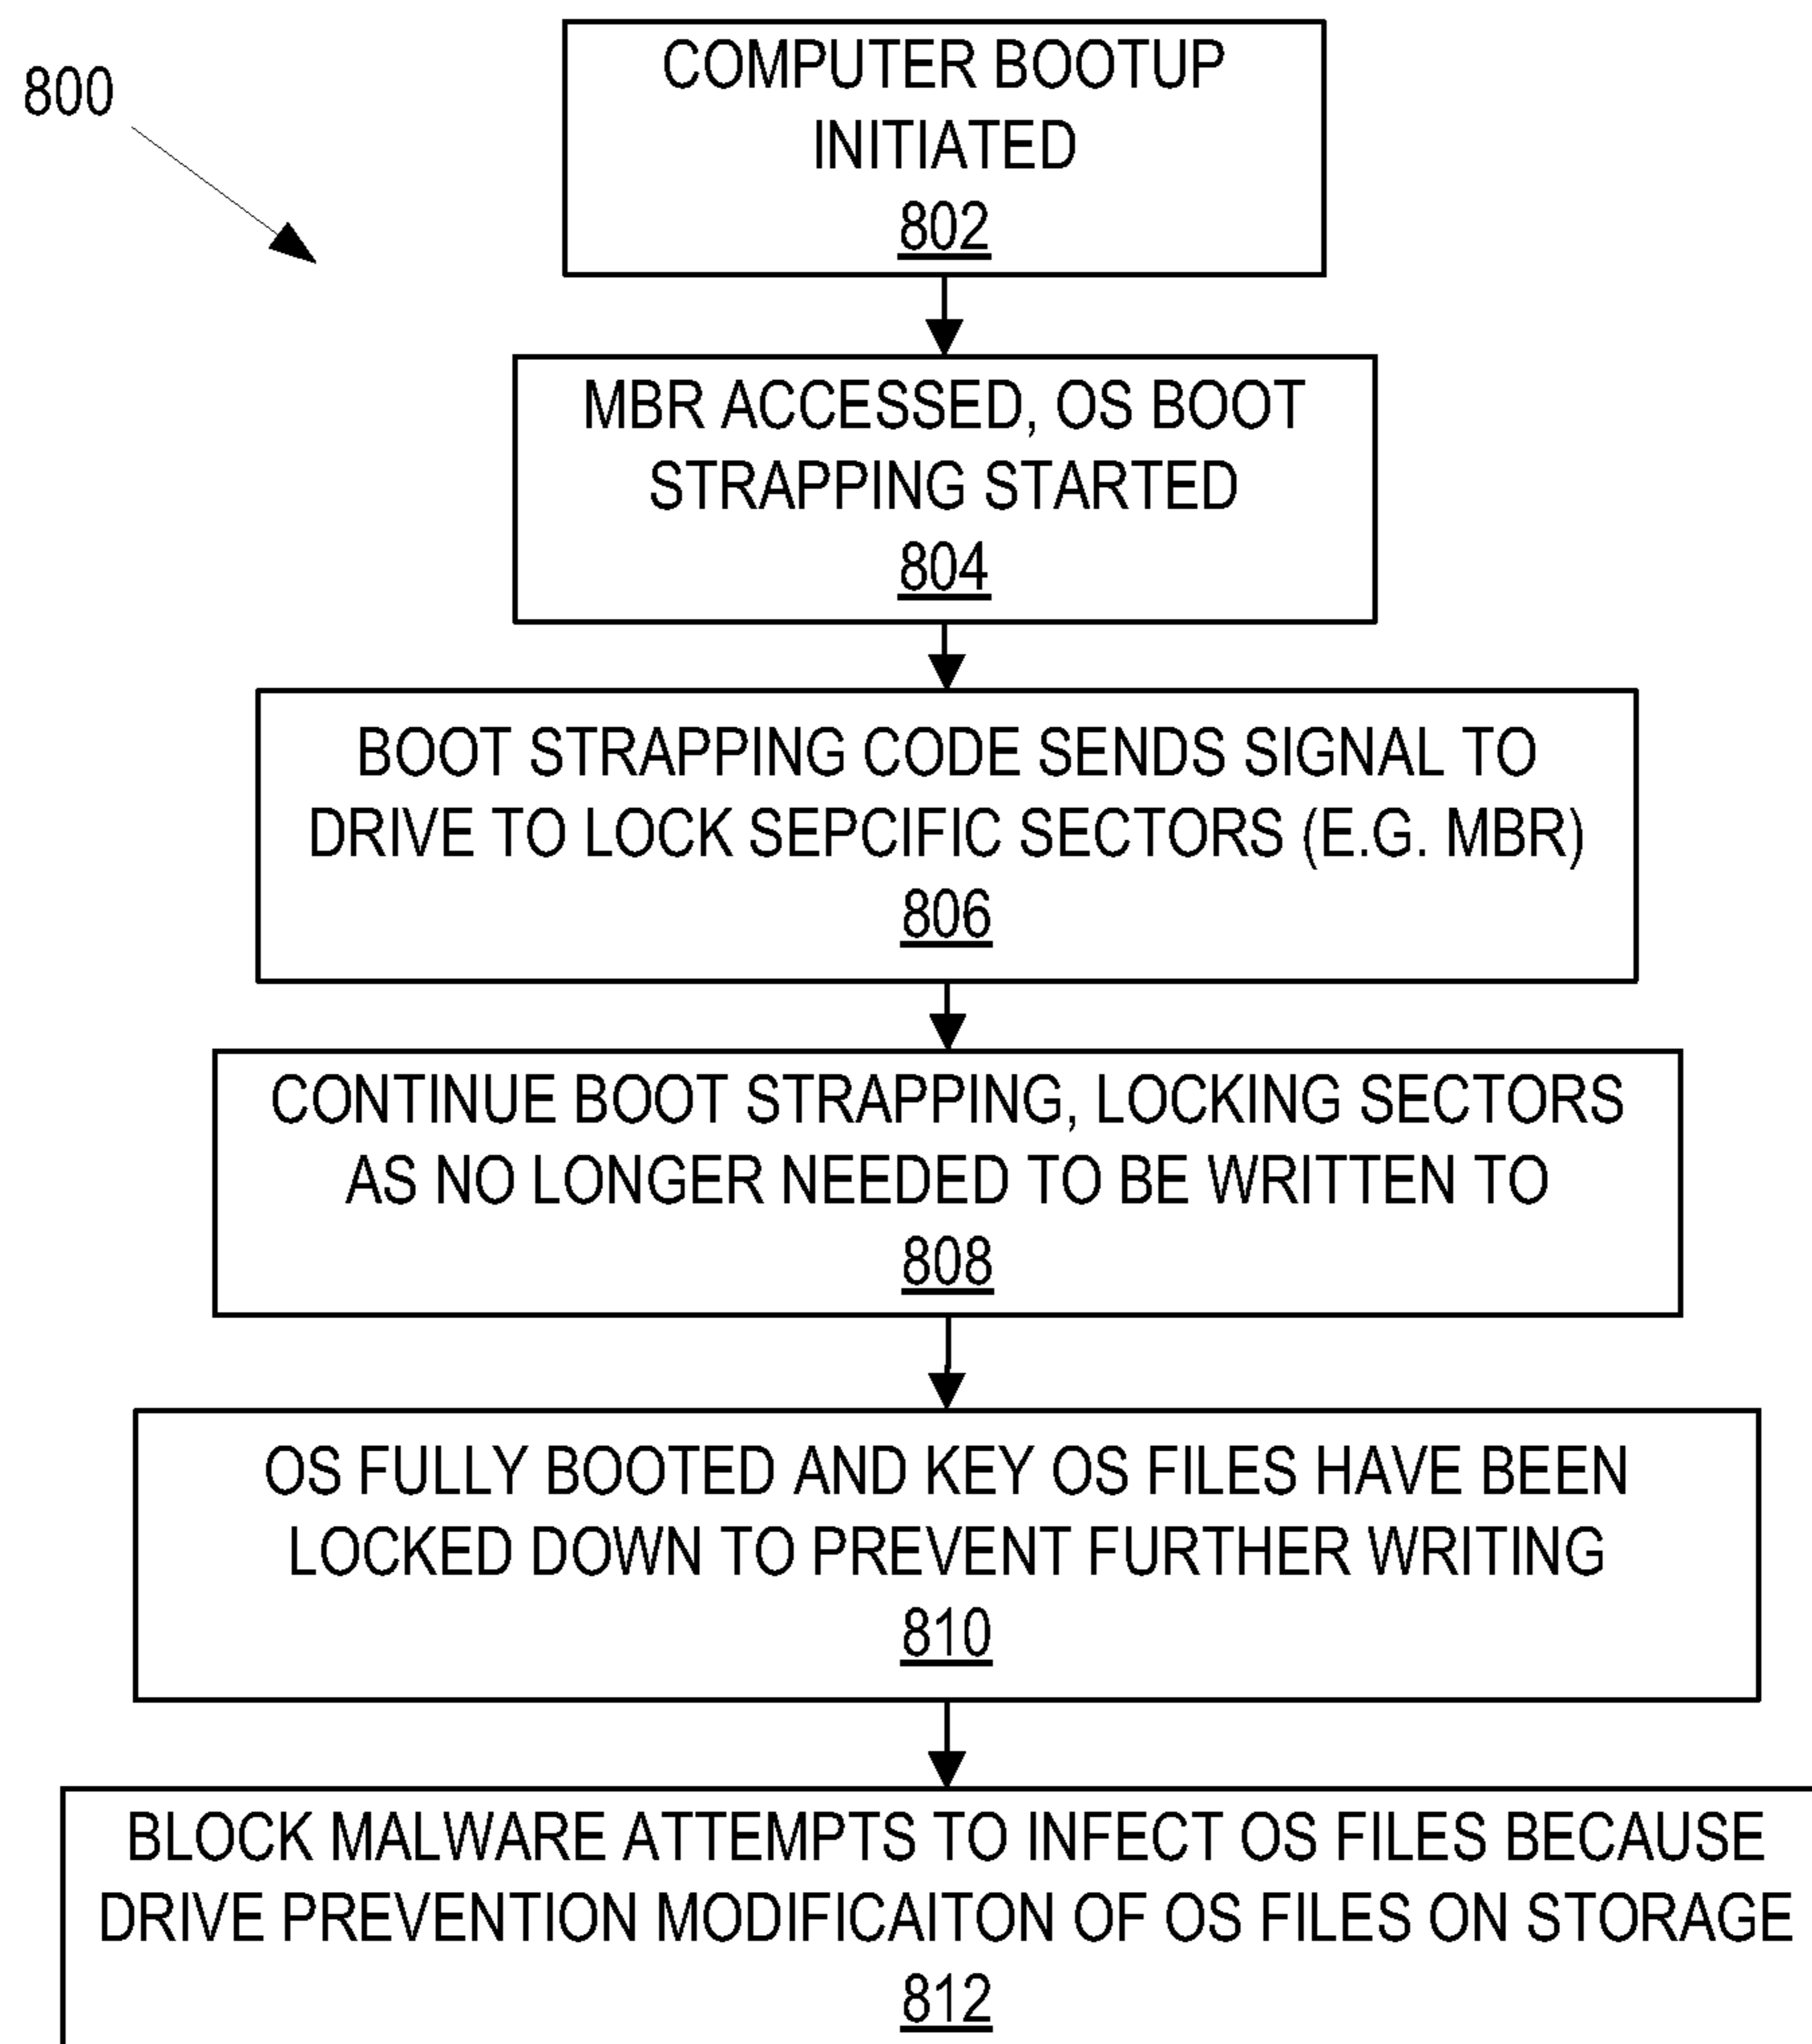 800
COMPUTER BOOTUP
INITIATED
802
MBR ACCESSED, OS BOOT
STRAPPING STARTED
804
BOOT STRAPPING CODE SENDS SIGNAL TO
DRIVE TO LOCK SEPCIFIC SECTORS (E.G. MBR)
806
CONTINUE BOOT STRAPPING, LOCKING SECTORS
AS NO LONGER NEEDED TO BE WRITTEN TO
808
OS FULLY BOOTED AND KEY OS FILES HAVE BEEN
LOCKED DOWN TO PREVENT FURTHER WRITING
810
BLOCK MALWARE ATTEMPTS TO INFECT OS FILES BECAUSE
DRIVE PREVENTION MODIFICAITON OF OS FILES ON STORAGE
812